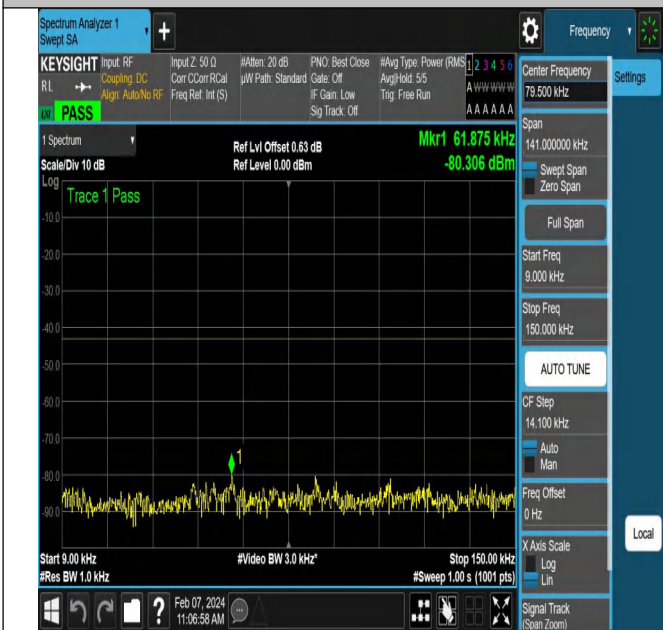 Spectrum Analyzer 1
Swept SA
+
Frequency
KEYSIGHT
RL
PASS
Input: RF
Coupling: DC
Align: Auto/No RF
Input Z: 50 Ω
Corr CCorr RCal
Freq Ref: Int (S)
#Atten: 20 dB
µW Path: Standard
PNO: Best Close
Gate: Off
IF Gain: Low
Sig Track: Off
#Avg Type: Power (RMS
Avg|Hold: 5/5
Trig: Free Run
1 2 3 4 5 6
A W W W W W
A A A A A A
1 Spectrum
Scale/Div 10 dB
Log
Ref Lvl Offset 0.63 dB
Ref Level 0.00 dBm
Mkr1 61.875 kHz
-80.306 dBm
Trace 1 Pass
-10.0
-20.0
-30.0
-40.0
-50.0
-60.0
-70.0
-80.0
-90.0
1
Start 9.00 kHz
#Res BW 1.0 kHz
#Video BW 3.0 kHz*
Stop 150.00 kHz
#Sweep 1.00 s (1001 pts)
Feb 07, 2024
11:06:58 AM
?
Center Frequency
79.500 kHz
Settings
Span
141.000000 kHz
Swept Span
Zero Span
Full Span
Start Freq
9.000 kHz
Stop Freq
150.000 kHz
AUTO TUNE
CF Step
14.100 kHz
Auto
Man
Freq Offset
0 Hz
X Axis Scale
Log
Lin
Local
Signal Track
(Span Zoom)